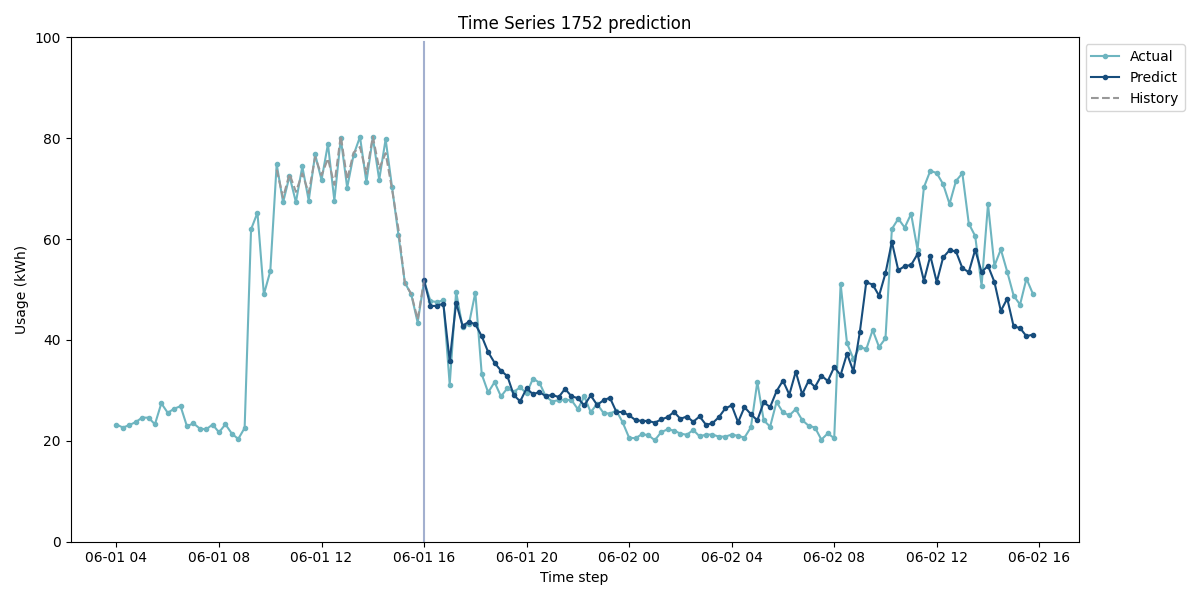 Time Series 1752 prediction
100
80
60
40
20
0
Usage (kWh)
06-01 04
06-01 08
06-01 12
06-01 16
06-01 20
06-02 00
06-02 04
06-02 08
06-02 12
06-02 16
Time step
Actual
Predict
History